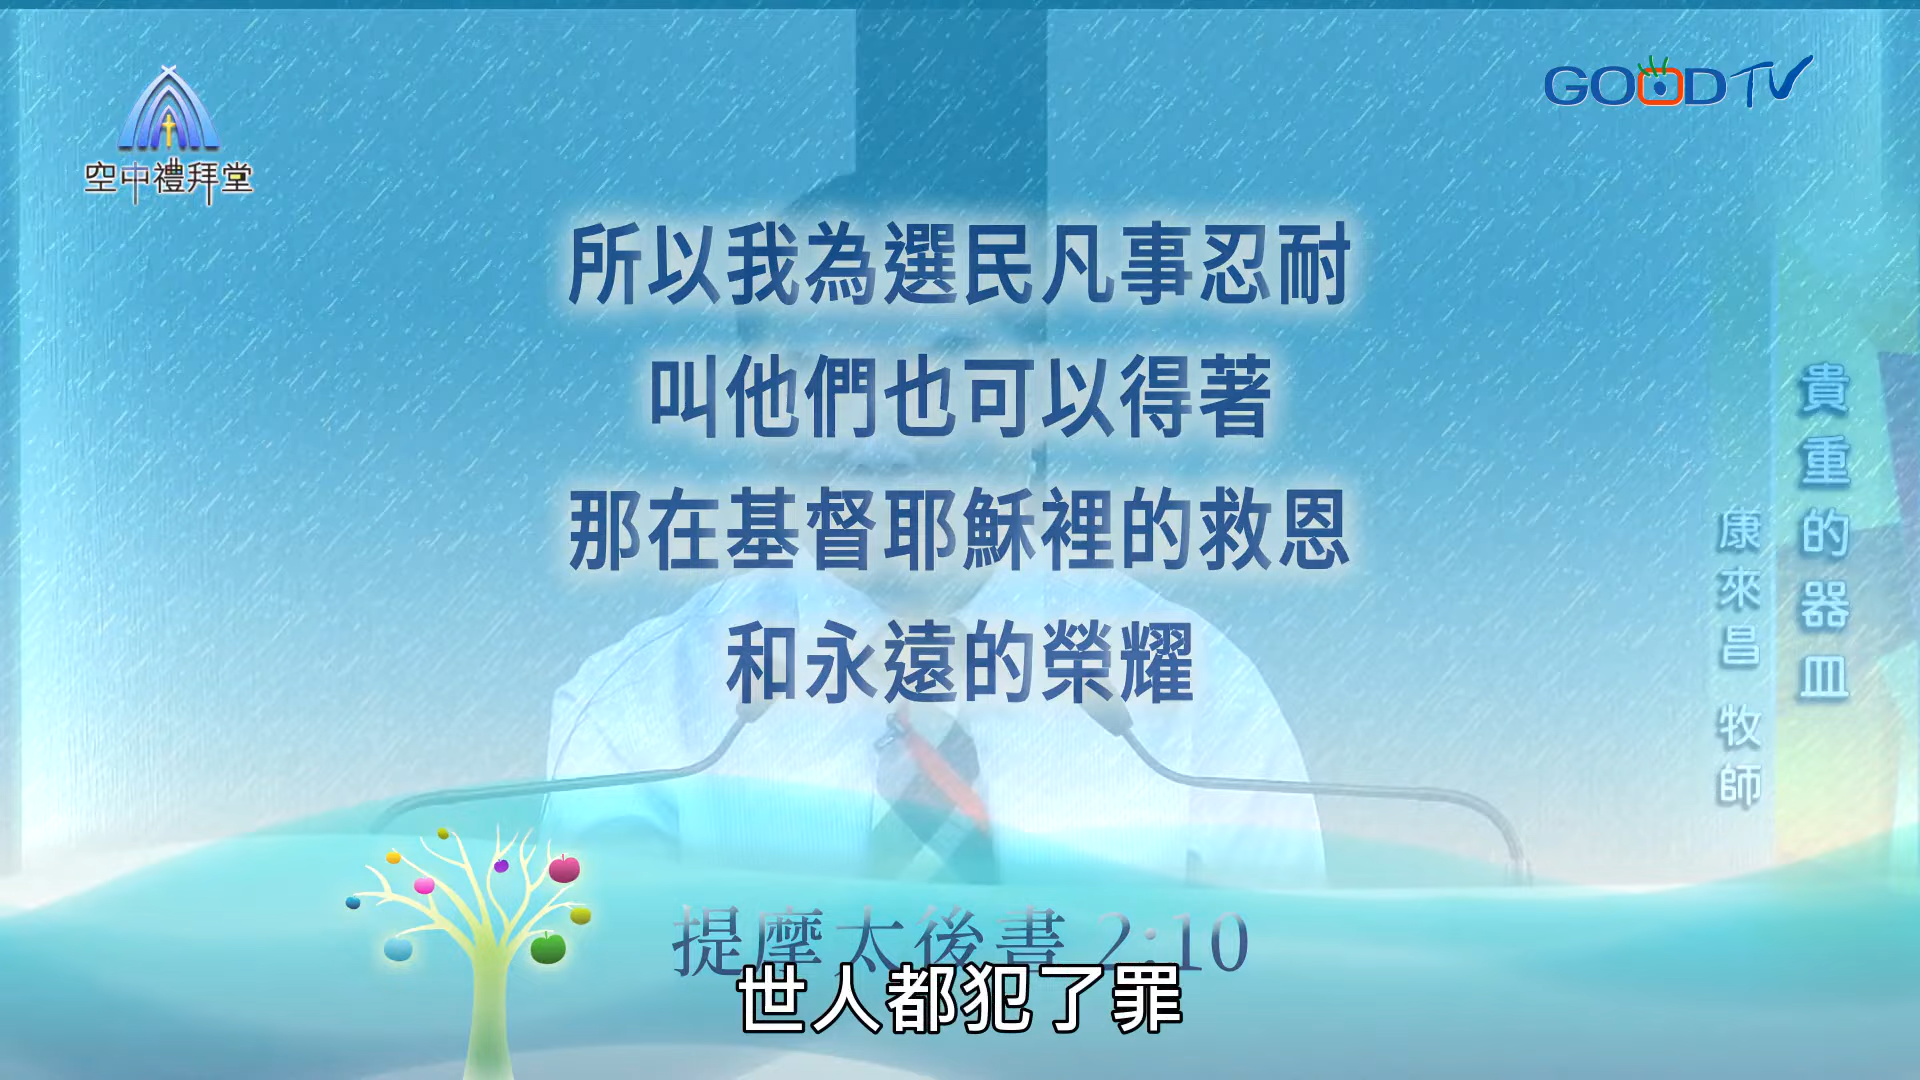 空中禮拜堂
GOOD TV
所以我為選民凡事忍耐
叫他們也可以得著
那在基督耶穌裡的救恩
和永遠的榮耀
貴重的器皿
康來昌 牧師
提摩太後書 2:10
世人都犯了罪